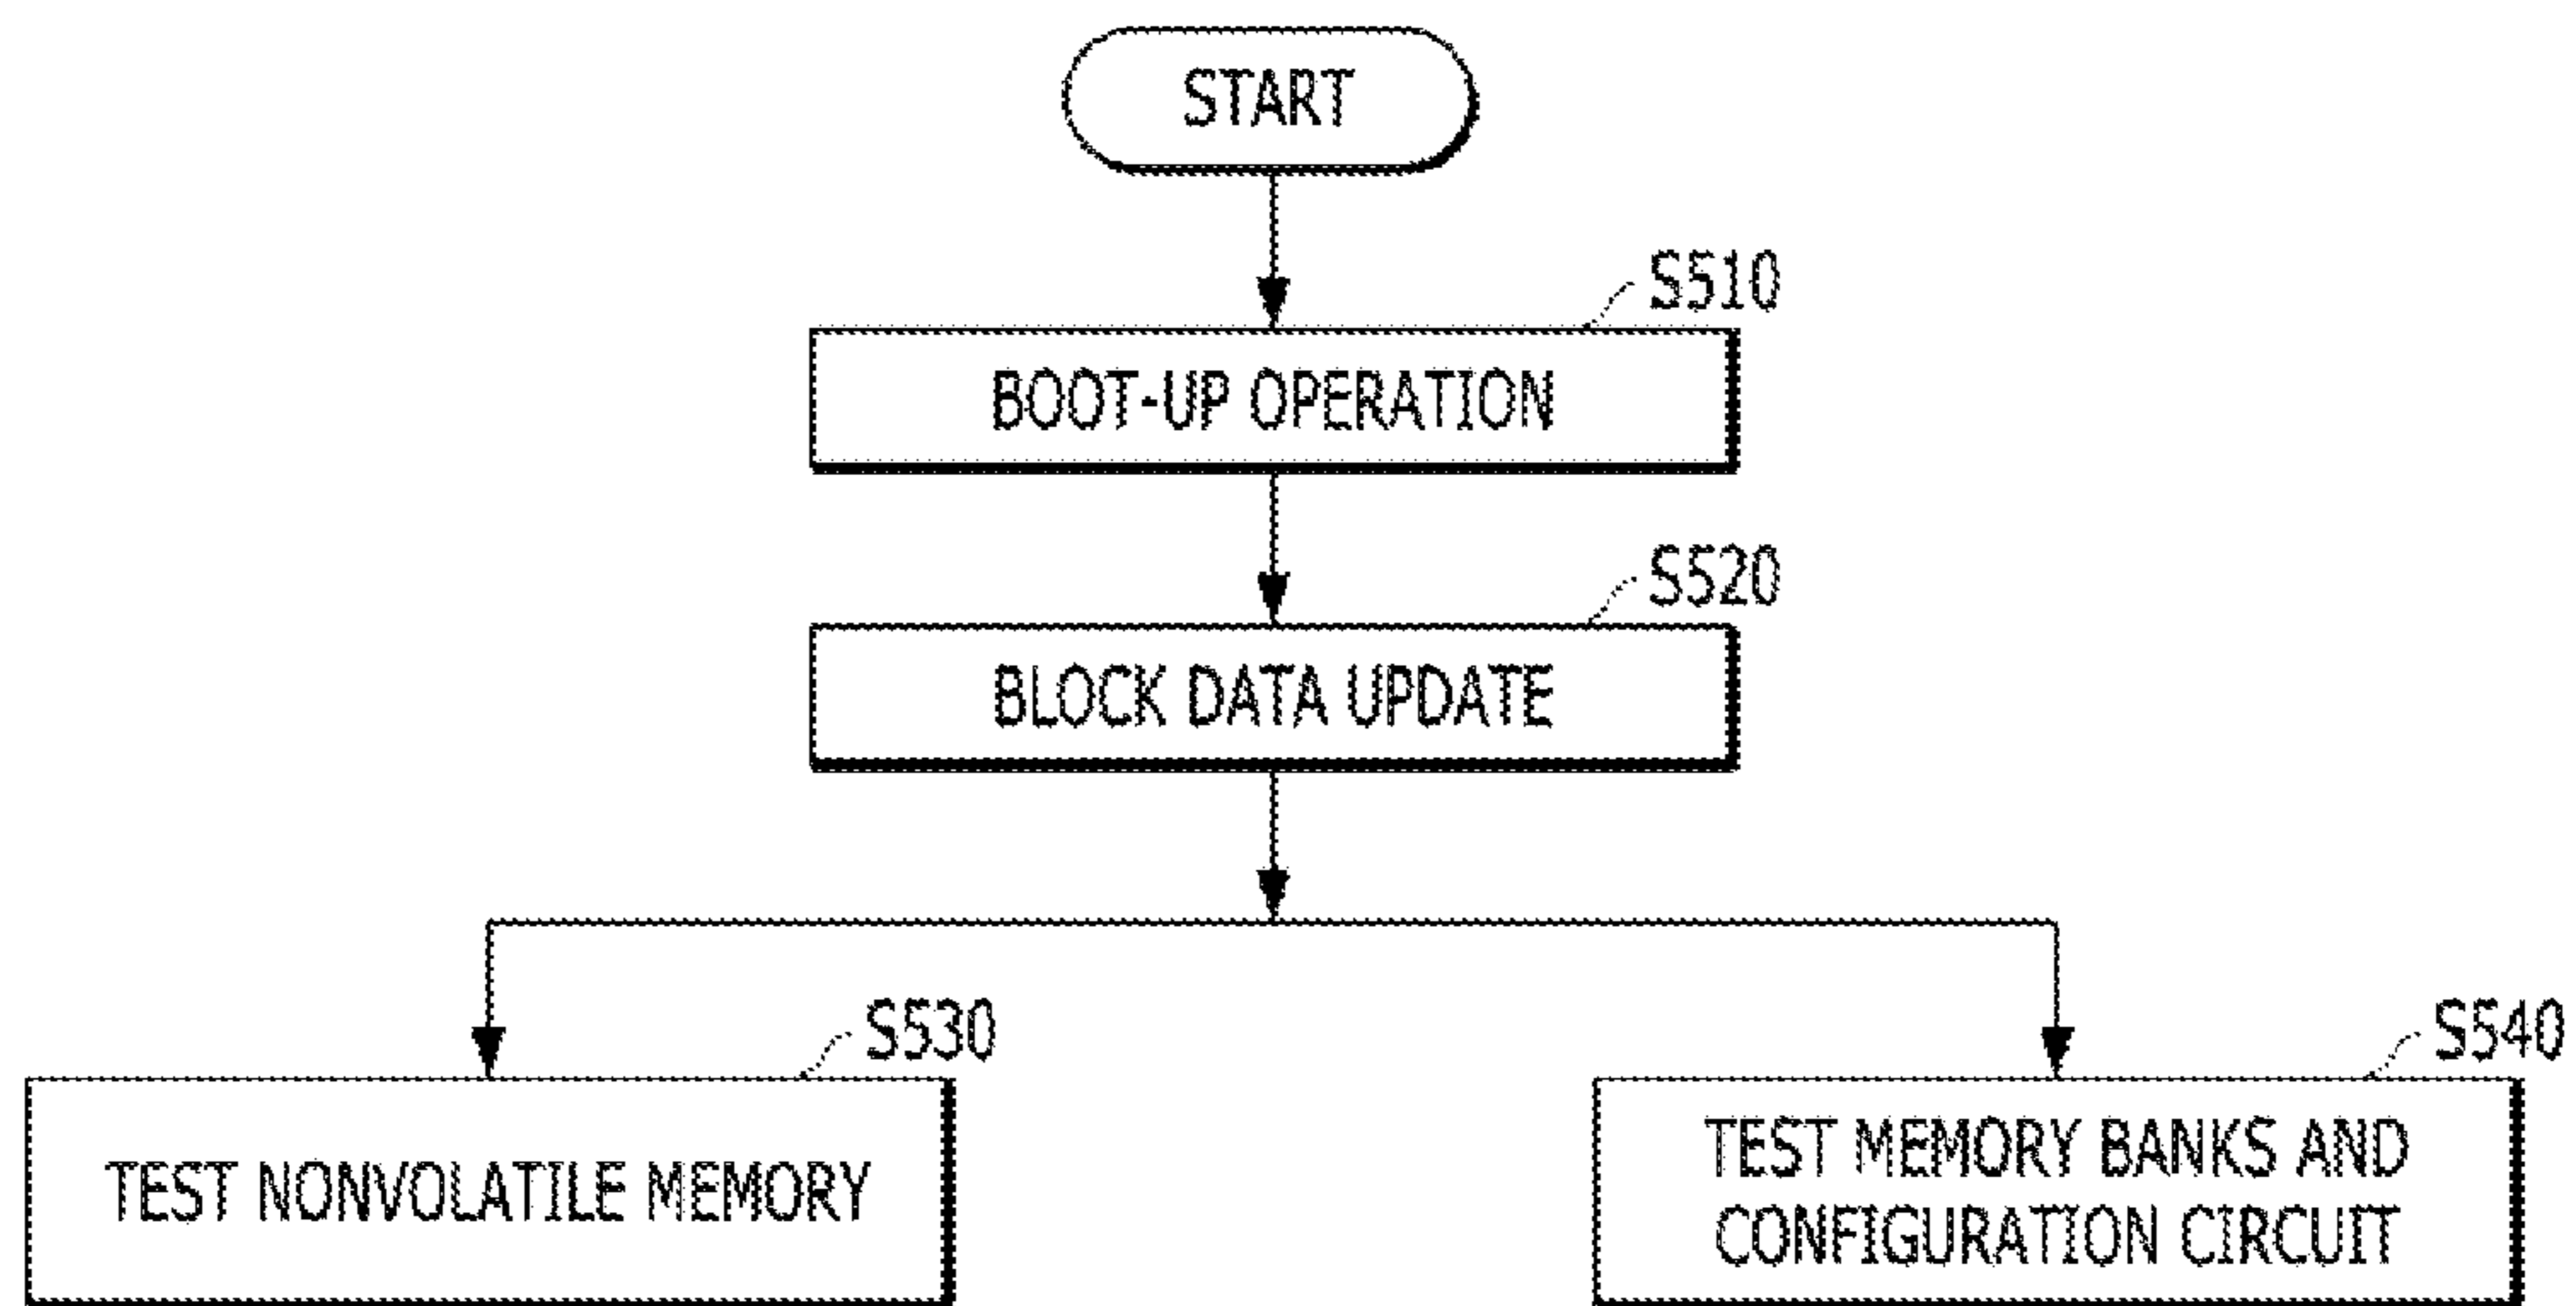 START
S510
BOOT-UP OPERATION
S520
BLOCK DATA UPDATE
S530
TEST NONVOLATILE MEMORY
S540
TEST MEMORY BANKS AND
CONFIGURATION CIRCUIT